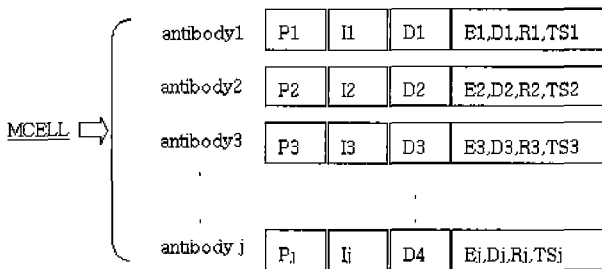 antibody1 P1 I1 D1 E1,D1,R1,TS1
antibody2 P2 I2 D2 E2,D2,R2,TS2
MCELL
antibody3 P3 I3 D3 E3,D3,R3,TS3
antibody j Pj Ij D4 Ej,Dj,Rj,TSj